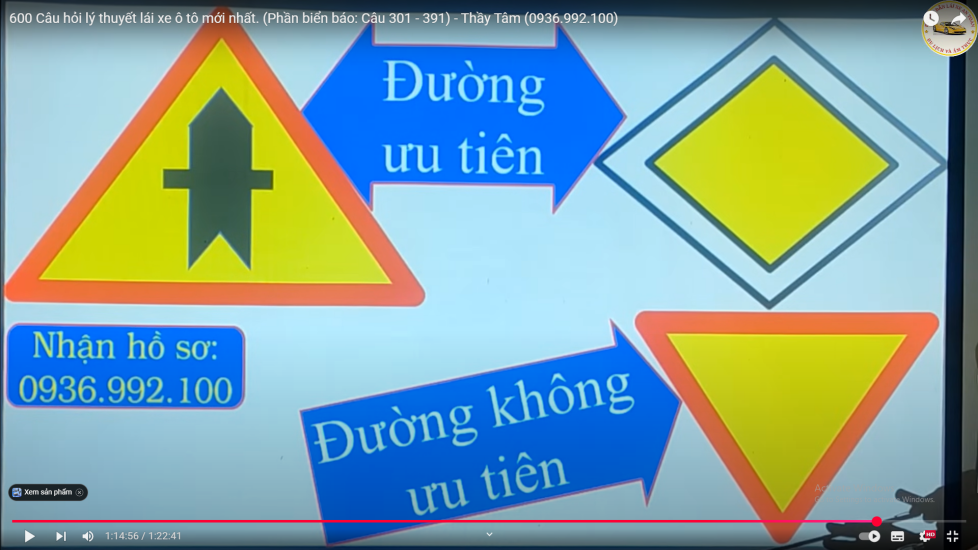 600 Câu hỏi lý thuyết lái xe ô tô mới nhất. (Phần biển báo: Câu 301 - 391) - Thầy Tâm (0936.992.100)
Đường
ưu tiên
Nhận hồ sơ:
0936.992.100
Đường không
ưu tiên
Xem sản phẩm
1:14:56 / 1:22:41
HD